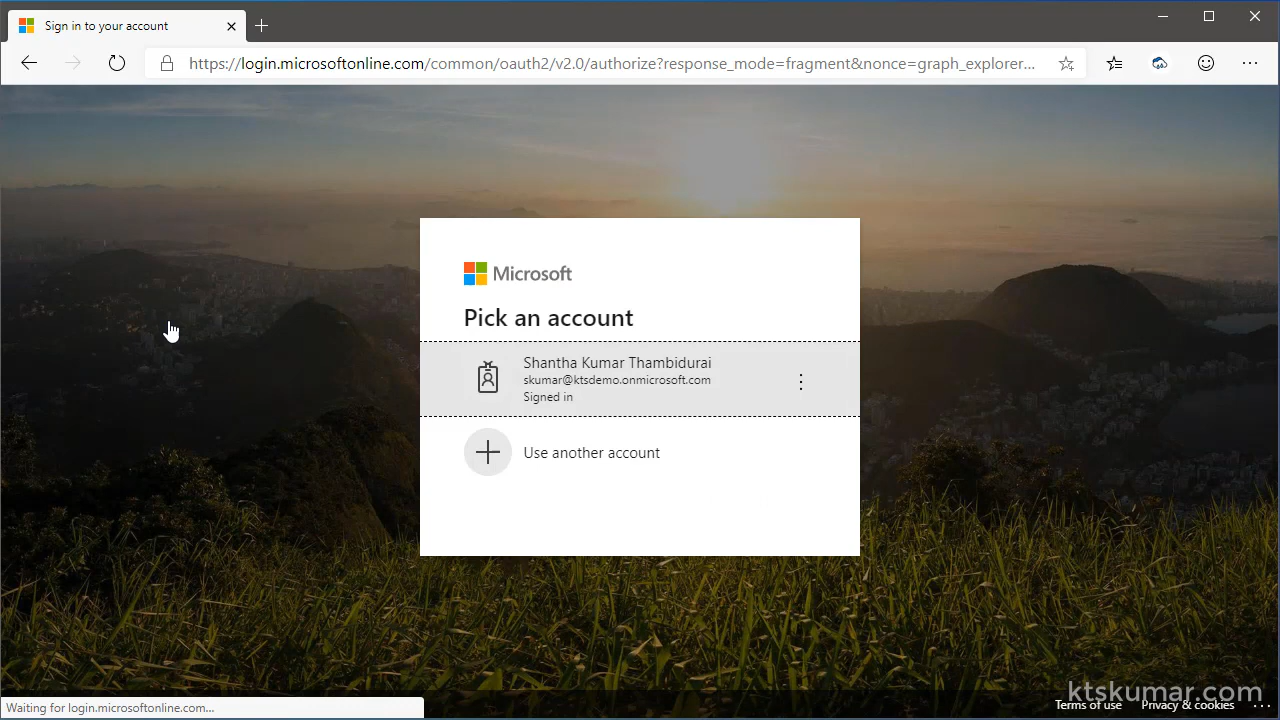 Sign in to your account
https://login.microsoftonline.com/common/oauth2/v2.0/authorize?response_mode=fragment&nonce=graph_explorer...
Microsoft
Pick an account
Shantha Kumar Thambidurai
skumar@ktsdemo.onmicrosoft.com
Signed in
Use another account
ktskumar.com
Waiting for login.microsoftonline.com...
Terms of use Privacy & cookies ...